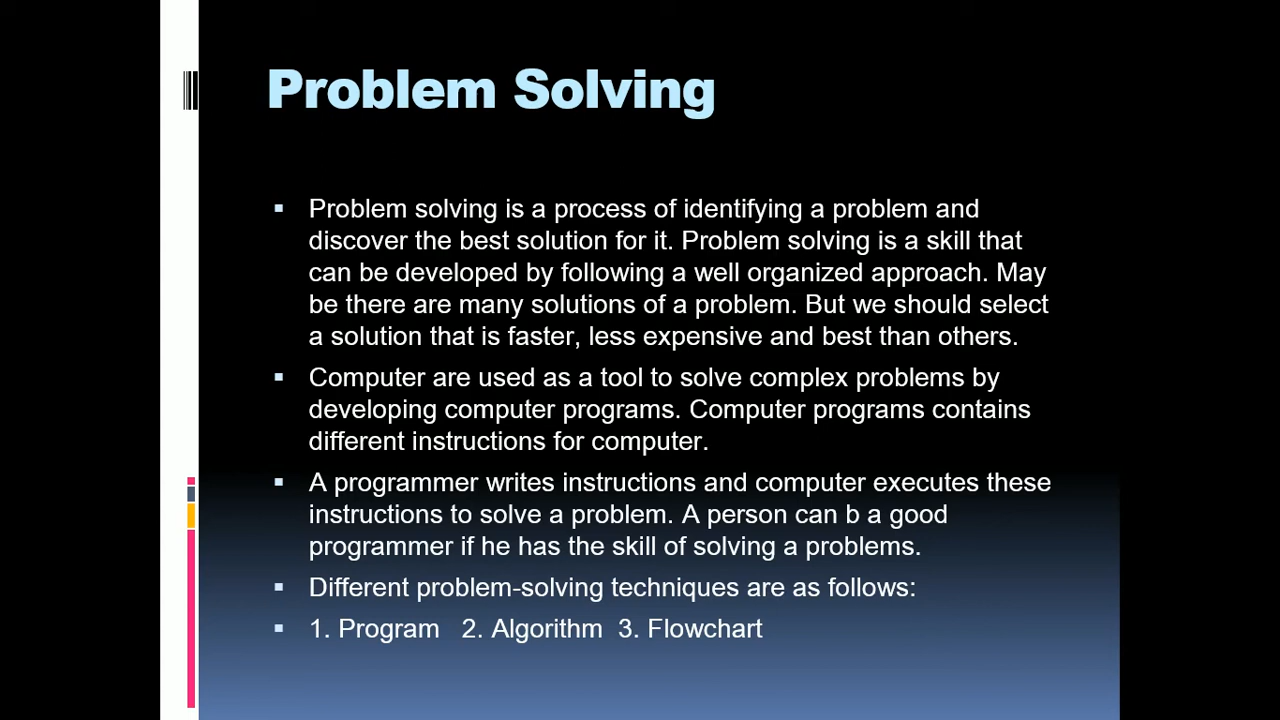 Problem Solving
▪ Problem solving is a process of identifying a problem and
discover the best solution for it. Problem solving is a skill that
can be developed by following a well organized approach. May
be there are many solutions of a problem. But we should select
a solution that is faster, less expensive and best than others.
▪ Computer are used as a tool to solve complex problems by
developing computer programs. Computer programs contains
different instructions for computer.
▪ A programmer writes instructions and computer executes these
instructions to solve a problem. A person can b a good
programmer if he has the skill of solving a problems.
▪ Different problem-solving techniques are as follows:
▪ 1. Program 2. Algorithm 3. Flowchart